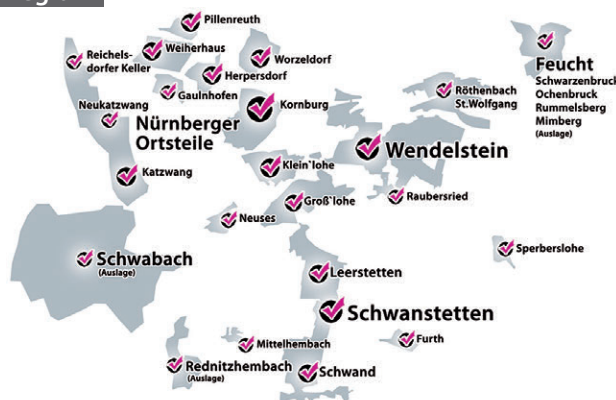 Pillenreuth
Weiherhaus
Reichels-
dorfer Keller
Worzeldorf
Herpersdorf
Gaulnhofen
Neukatzwang
Kornburg
Nürnberger
Ortsteile
Röthenbach
St.Wolfgang
Feucht
Schwarzenbruck
Ochenbruck
Rummelsberg
Mimberg
(Auslage)
Wendelstein
Klein`lohe
Katzwang
Raubersried
Groß`lohe
Neuses
Sperberslohe
Schwabach
(Auslage)
Leerstetten
Schwanstetten
Furth
Mittelhembach
Rednitzhembach
(Auslage)
Schwand